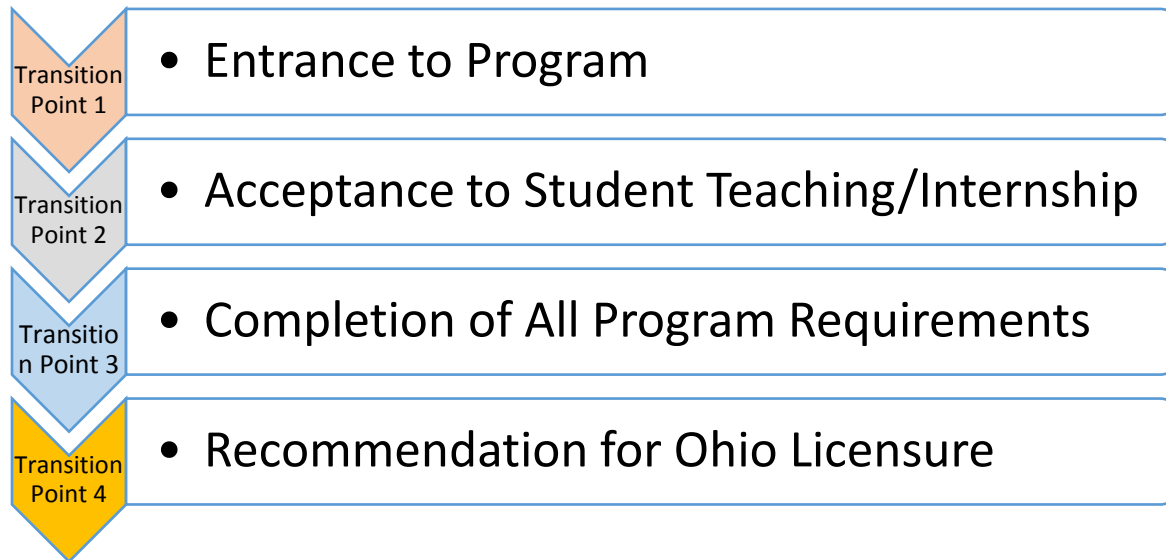 Transition
Point 1
• Entrance to Program
Transition
Point 2
• Acceptance to Student Teaching/Internship
Transitio
n Point 3
• Completion of All Program Requirements
Transition
Point 4
• Recommendation for Ohio Licensure